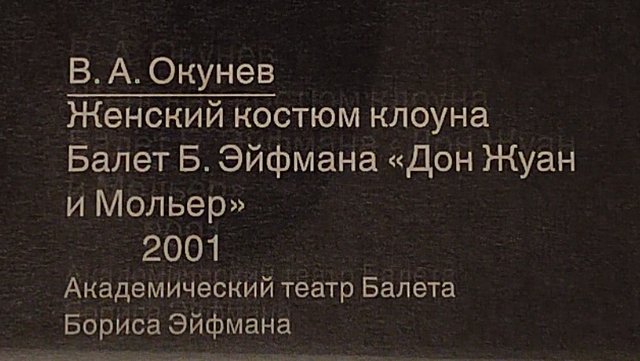 В. А. Окунев
Женский костюм клоуна
Балет Б. Эйфмана «Дон Жуан
и Мольер»
2001
Академический театр Балета
Бориса Эйфмана